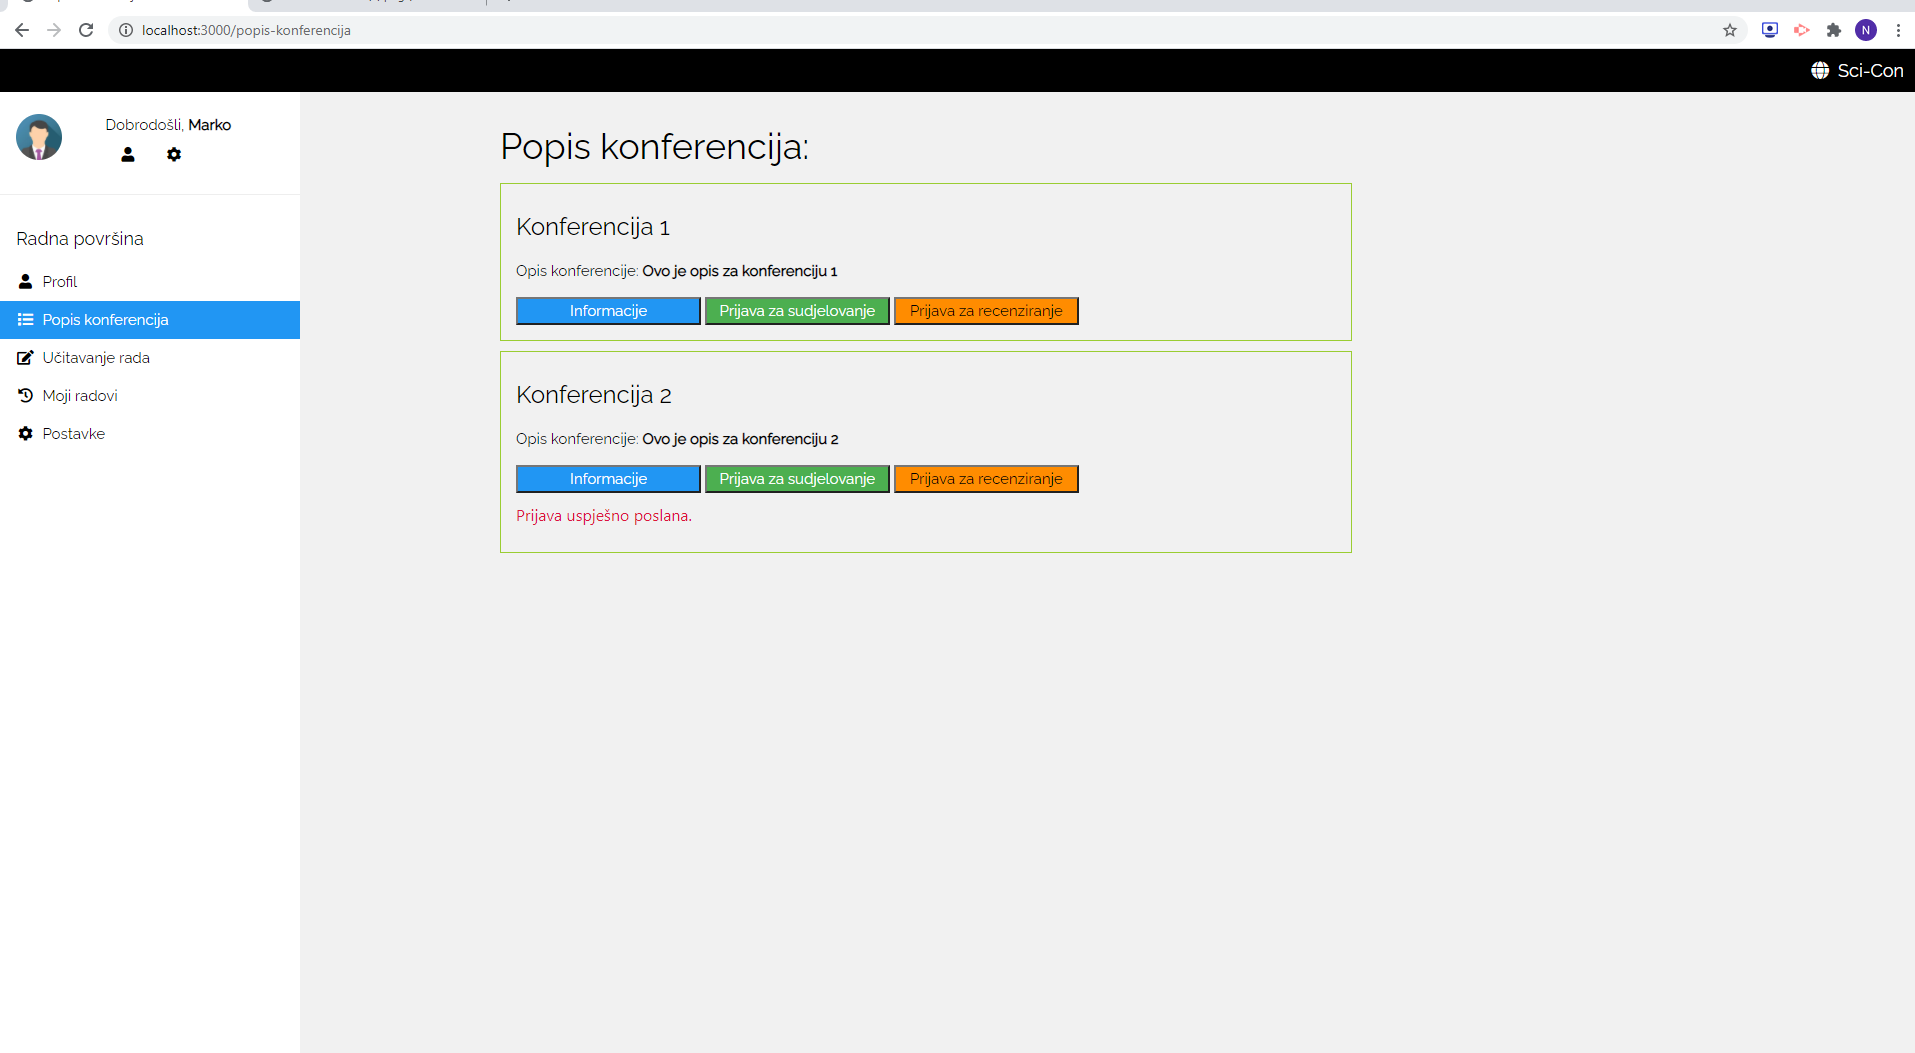 localhost:3000/popis-konferencija
N
Sci-Con
Dobrodošli, Marko
Radna površina
Profil
Popis konferencija
Učitavanje rada
Moji radovi
Postavke
Popis konferencija:
Konferencija 1
Opis konferencije: Ovo je opis za konferenciju 1
Informacije Prijava za sudjelovanje Prijava za recenziranje
Konferencija 2
Opis konferencije: Ovo je opis za konferenciju 2
Informacije Prijava za sudjelovanje Prijava za recenziranje
Prijava uspješno poslana.